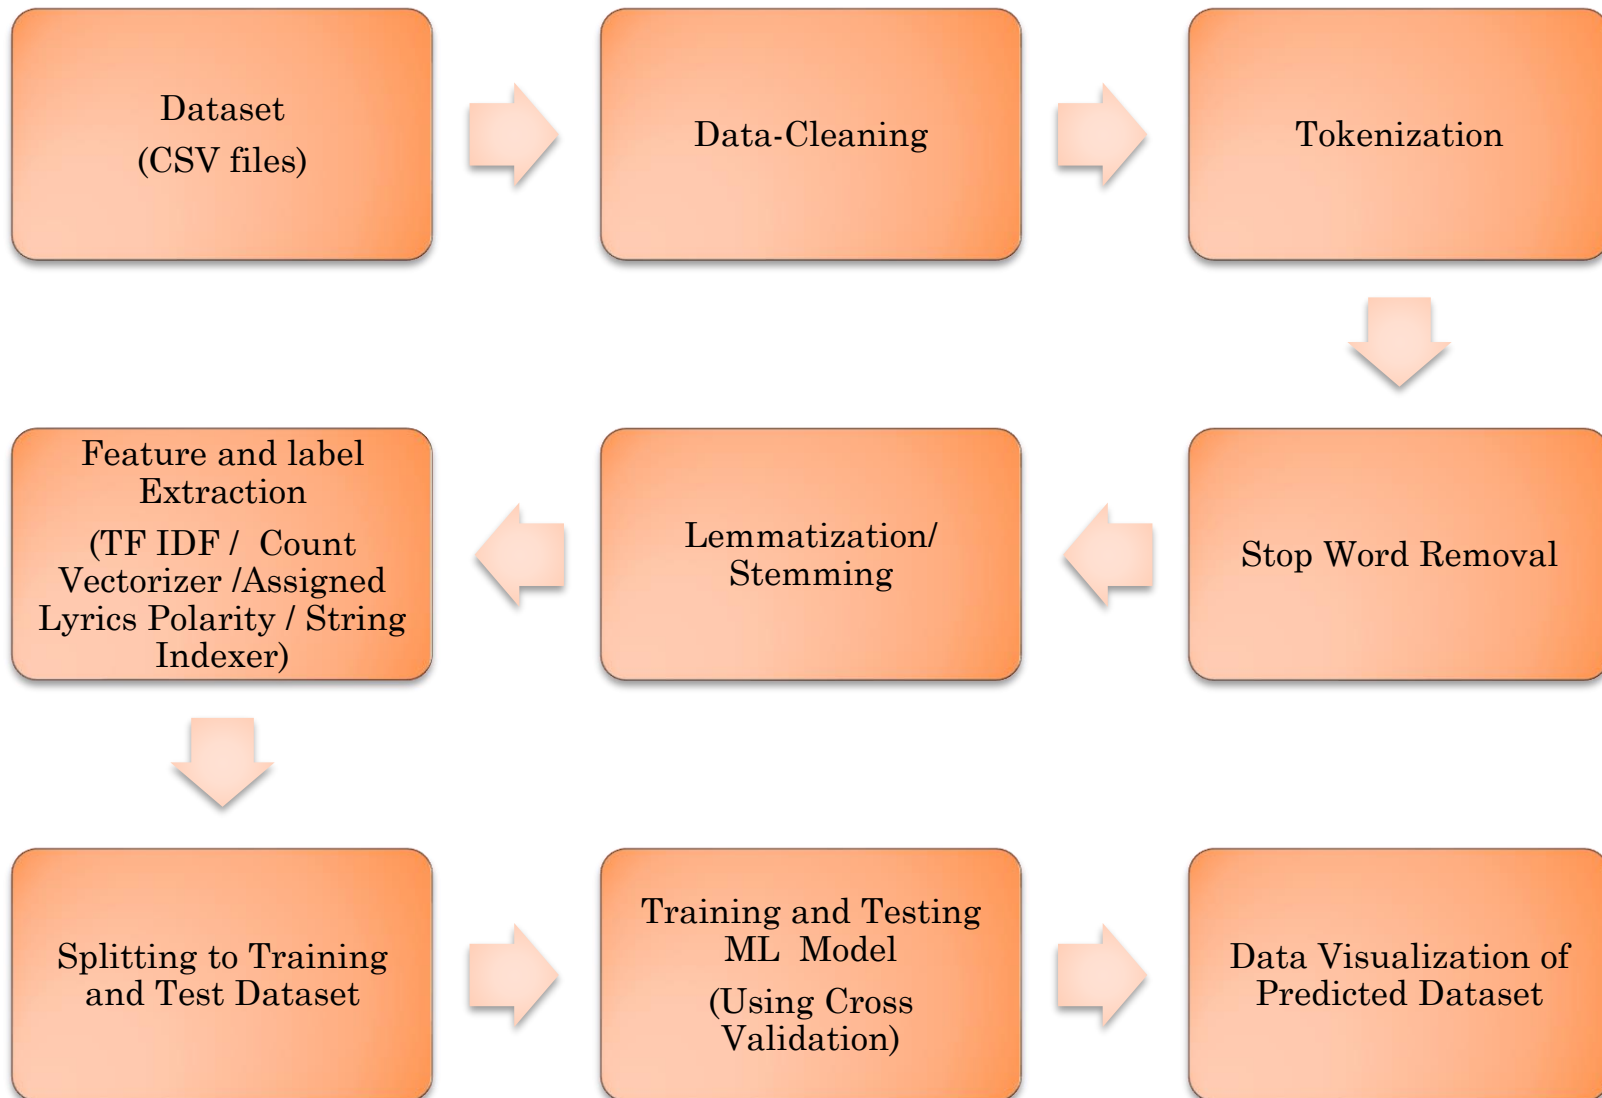 Dataset
(CSV files)
Data-Cleaning
Tokenization
Stop Word Removal
Lemmatization/
Stemming
Feature and label
Extraction
(TF IDF / Count
Vectorizer /Assigned
Lyrics Polarity / String
Indexer)
Splitting to Training
and Test Dataset
Training and Testing
ML Model
(Using Cross
Validation)
Data Visualization of
Predicted Dataset